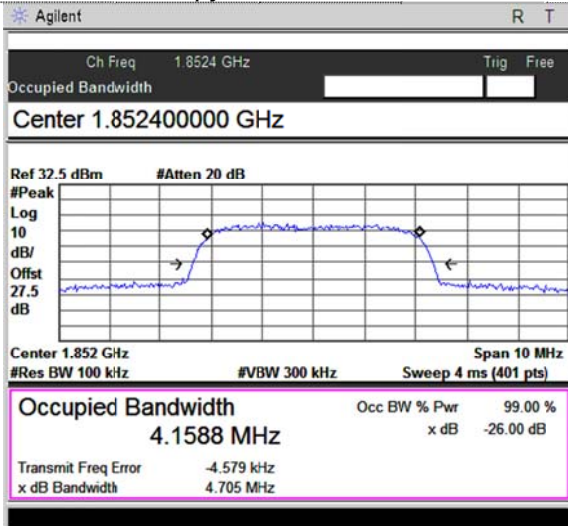 Agilent R T
Ch Freq 1.8524 GHz Trig Free
Occupied Bandwidth
Center 1.852400000 GHz
Ref 32.5 dBm #Atten 20 dB
#Peak
Log
10
dB/
Offst
27.5
dB
Center 1.852 GHz Span 10 MHz
#Res BW 100 kHz #VBW 300 kHz Sweep 4 ms (401 pts)
Occupied Bandwidth Occ BW % Pwr 99.00 %
4.1588 MHz x dB -26.00 dB
Transmit Freq Error -4.579 kHz
x dB Bandwidth 4.705 MHz